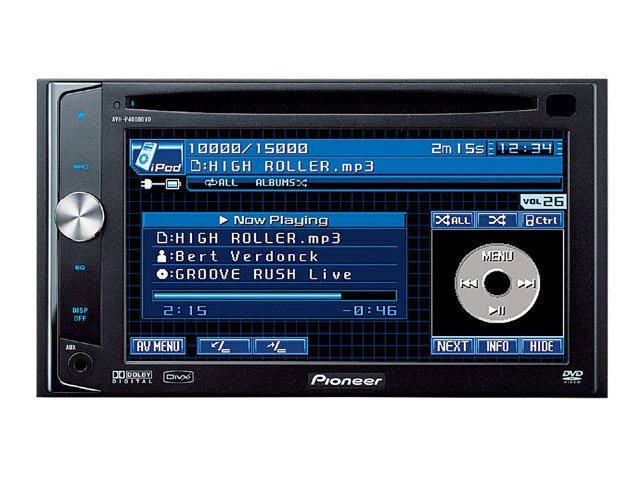 AVH-P4000DVD
SRC
EQ
DISP
OFF
AUX
iPod
10000/15000 2m15s 12:34
:HIGH ROLLER.mp3
ALL ALBUMS
VOL 26
Now Playing
:HIGH ROLLER.mp3
:Bert Verdonck
:GROOVE RUSH Live
2:15 -0:46
ALL Ctrl
MENU
AV MENU
NEXT INFO HIDE
DOLBY
DIGITAL
DivX
Pioneer
DVD
VIDEO